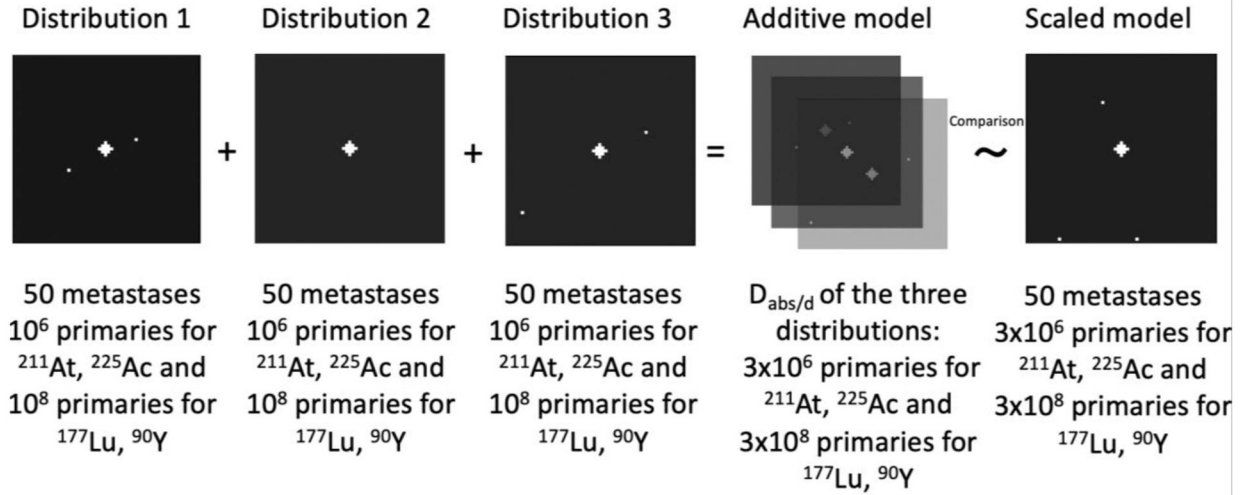 Distribution 1
Distribution 2
Distribution 3
Additive model
Scaled model
+
+
=
Comparison
~
50 metastases
10⁶ primaries for
²¹¹At, ²²⁵Ac and
10⁸ primaries for
¹⁷⁷Lu, ⁹⁰Y
50 metastases
10⁶ primaries for
²¹¹At, ²²⁵Ac and
10⁸ primaries for
¹⁷⁷Lu, ⁹⁰Y
50 metastases
10⁶ primaries for
²¹¹At, ²²⁵Ac and
10⁸ primaries for
¹⁷⁷Lu, ⁹⁰Y
D_abs/d of the three
distributions:
3x10⁶ primaries for
²¹¹At, ²²⁵Ac and
3x10⁸ primaries for
¹⁷⁷Lu, ⁹⁰Y
50 metastases
3x10⁶ primaries for
²¹¹At, ²²⁵Ac and
3x10⁸ primaries for
¹⁷⁷Lu, ⁹⁰Y